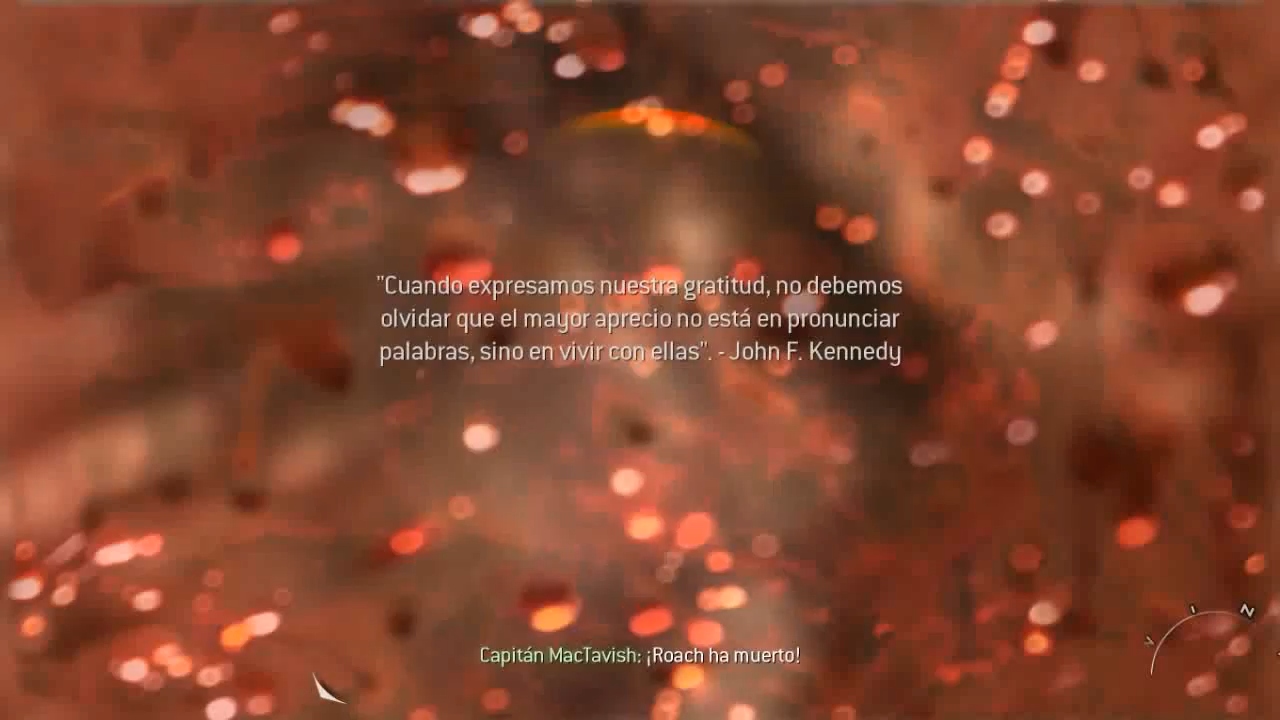 "Cuando expresamos nuestra gratitud, no debemos
olvidar que el mayor aprecio no está en pronunciar
palabras, sino en vivir con ellas". - John F. Kennedy
Capitán MacTavish: ¡Roach ha muerto!
N